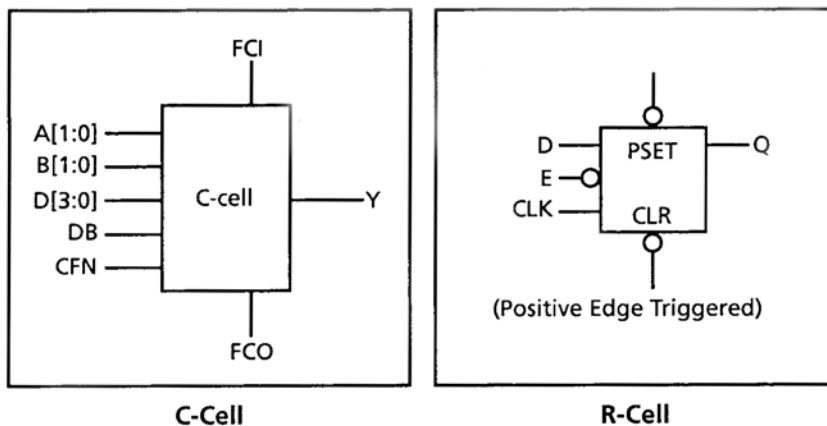 FCI
A[1:0]
B[1:0]
D[3:0]
DB
CFN
C-cell
Y
FCO
C-Cell
D
E
CLK
PSET
CLR
Q
(Positive Edge Triggered)
R-Cell